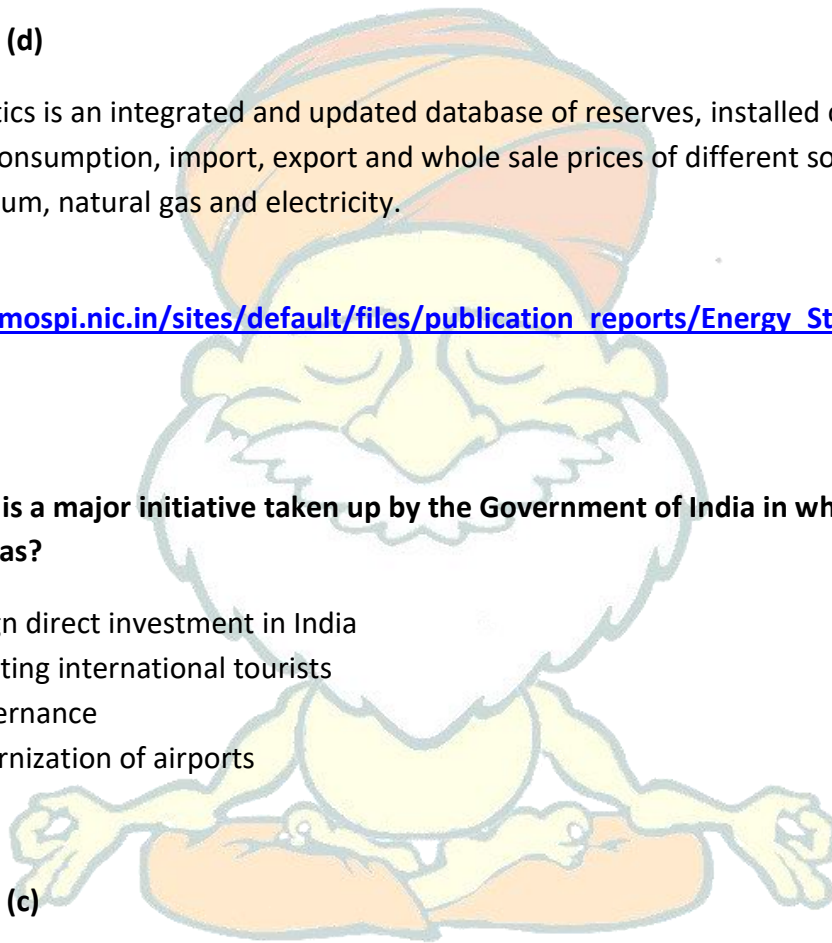 (d)
tics is an integrated and updated database of reserves, installed
onsumption, import, export and whole sale prices of different so
um, natural gas and electricity.
mospi.nic.in/sites/default/files/publication_reports/Energy_St
is a major initiative taken up by the Government of India in wh
as?
gn direct investment in India
ting international tourists
ernance
rnization of airports
(c)